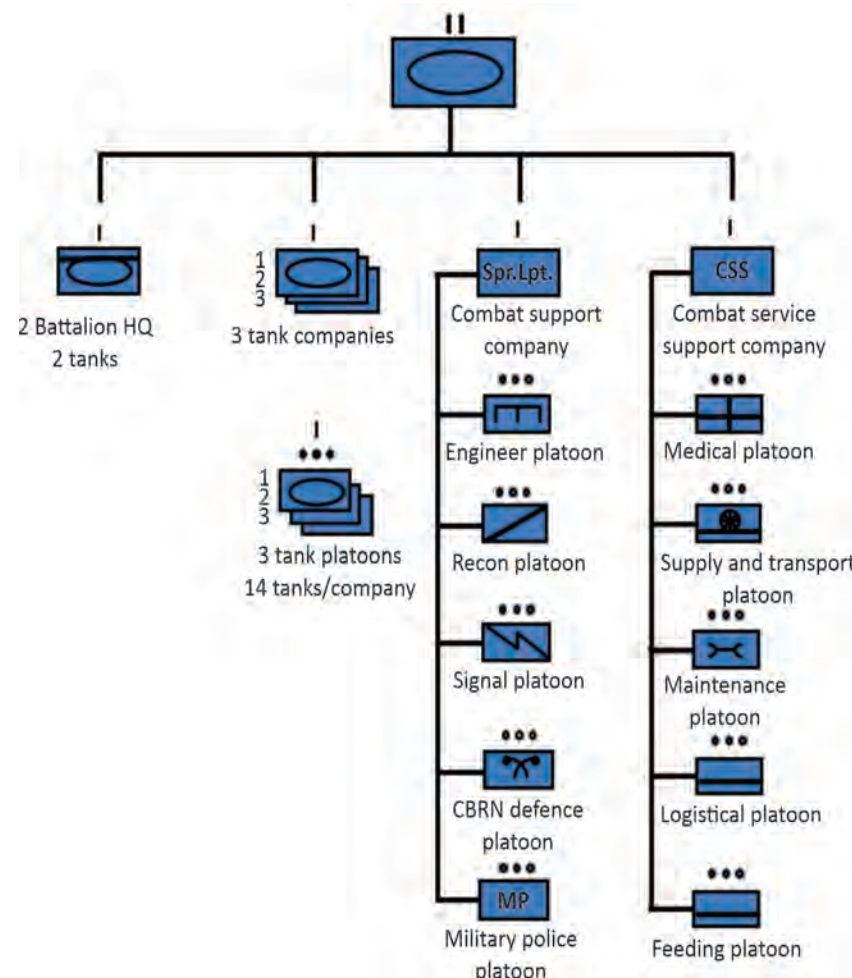 2 Battalion HQ
2 tanks
1
2
3
3 tank companies
1
2
3
3 tank platoons
14 tanks/company
Spr.Lpt.
Combat support
company
Engineer platoon
Recon platoon
Signal platoon
CBRN defence
platoon
MP
Military police
platoon
CSS
Combat service
support company
Medical platoon
Supply and transport
platoon
Maintenance
platoon
Logistical platoon
Feeding platoon